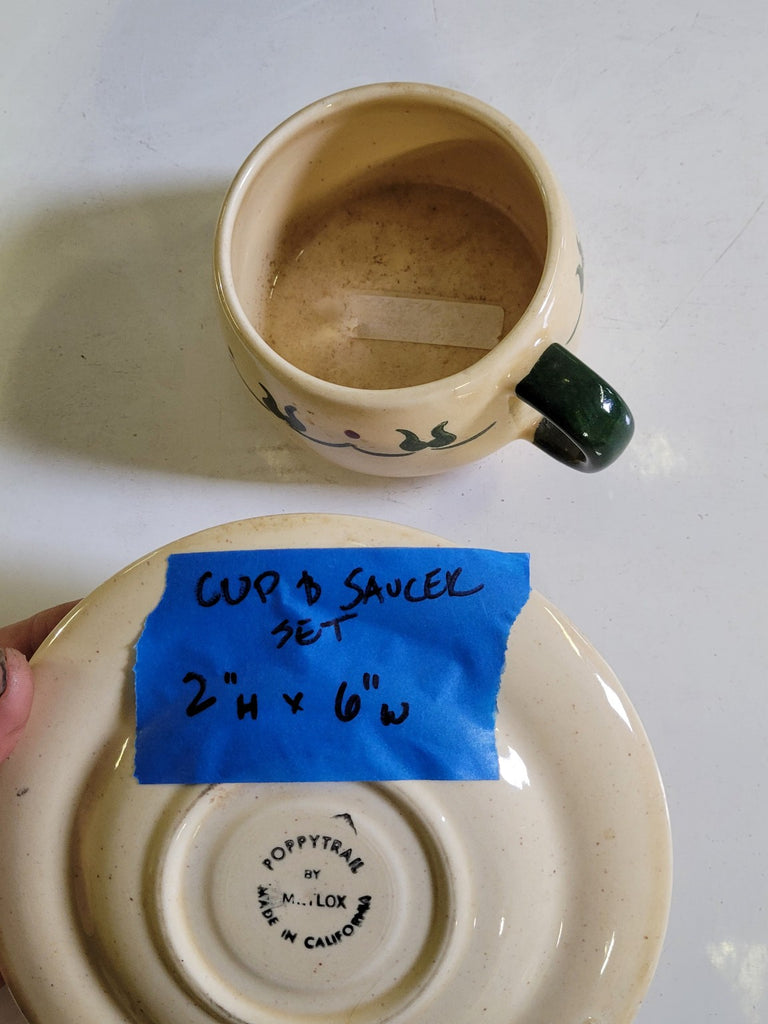 CUP & SAUCER
SET
2"H x 6"W
POPPYTRAIL
BY
MADE IN CALIFORNIA